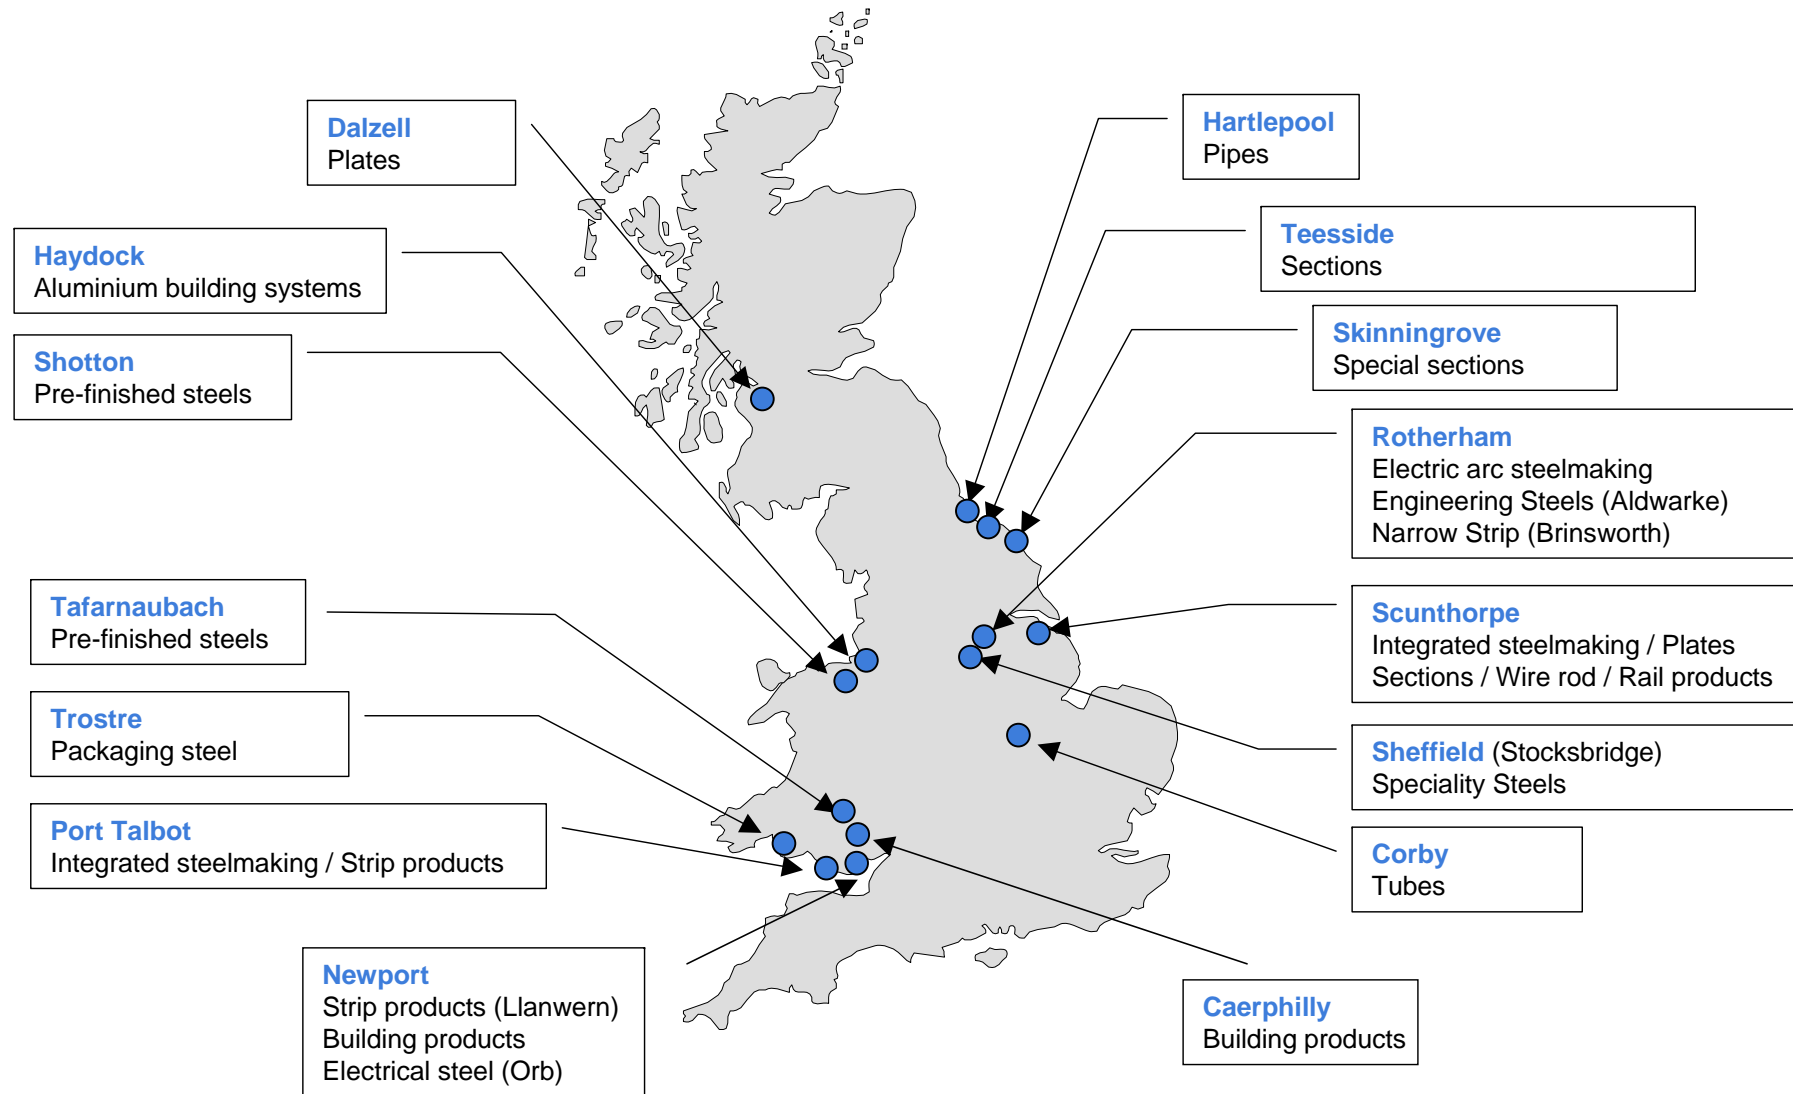 Dalzell
Plates
Haydock
Aluminium building systems
Shotton
Pre-finished steels
Tafarnaubach
Pre-finished steels
Trostre
Packaging steel
Port Talbot
Integrated steelmaking / Strip products
Newport
Strip products (Llanwern)
Building products
Electrical steel (Orb)
Hartlepool
Pipes
Teesside
Sections
Skinningrove
Special sections
Rotherham
Electric arc steelmaking
Engineering Steels (Aldwarke)
Narrow Strip (Brinsworth)
Scunthorpe
Integrated steelmaking / Plates
Sections / Wire rod / Rail products
Sheffield (Stocksbridge)
Speciality Steels
Corby
Tubes
Caerphilly
Building products